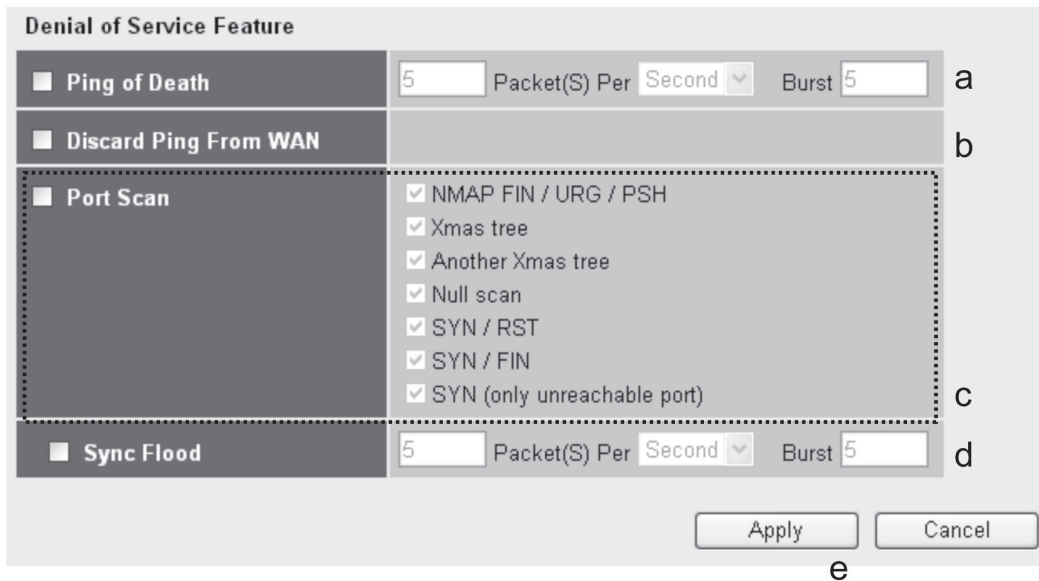 Denial of Service Feature
Ping of Death 5 Packet(S) Per Second Burst 5 a
Discard Ping From WAN b
Port Scan NMAP FIN / URG / PSH
Xmas tree
Another Xmas tree
Null scan
SYN / RST
SYN / FIN
SYN (only unreachable port) c
Sync Flood 5 Packet(S) Per Second Burst 5 d
Apply Cancel
e